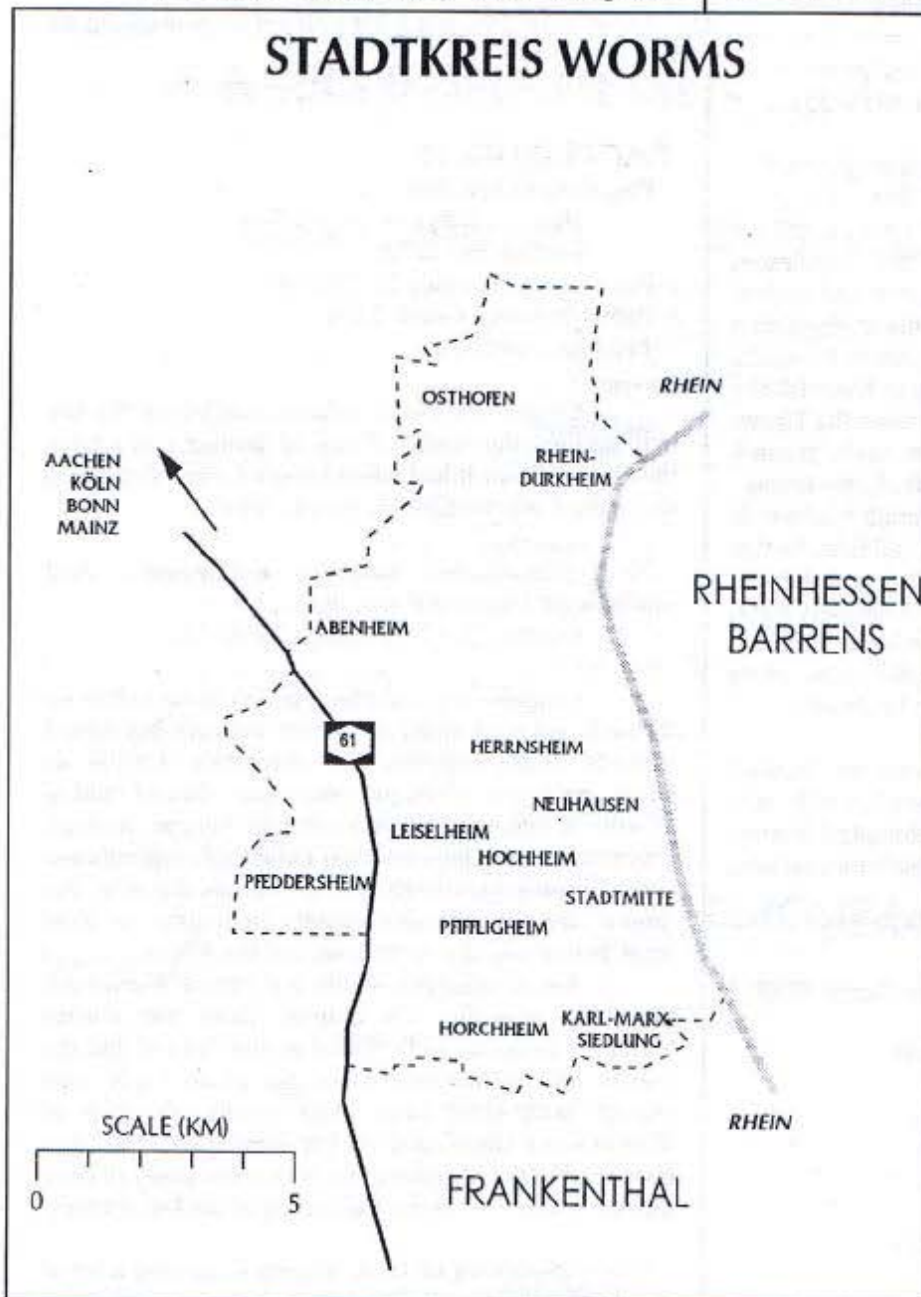 STADTKREIS WORMS
RHEIN
OSTHOFEN
RHEIN-
DURKHEIM
AACHEN
KÖLN
BONN
MAINZ
RHEINHESSEN
BARRENS
ABENHEIM
61
HERRNSHEIM
NEUHAUSEN
LEISELHEIM
HOCHHEIM
PFEDDERSHEIM
STADTMITTE
PFIFFLIGHEIM
HORCHHEIM
KARL-MARX-
SIEDLUNG
RHEIN
SCALE (KM)
0
5
FRANKENTHAL